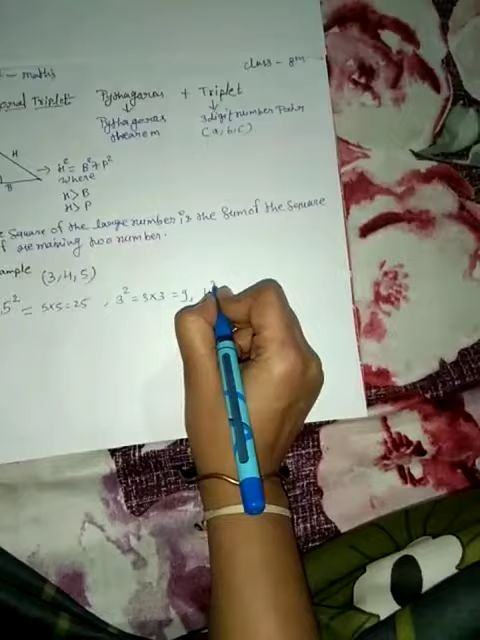 - maths
class - 8th
Triplet Pythagoras + Triplet
Pythagoras 3 digit number
theorem (a, b, c)
H
B
→ H² = B² + P²
where
H > B
H > P
Square of the large number is the sum of the square
of remaining two number.
ample (3, 4, 5)
5² = 5×5 = 25 , 3² = 3×3 = 9,